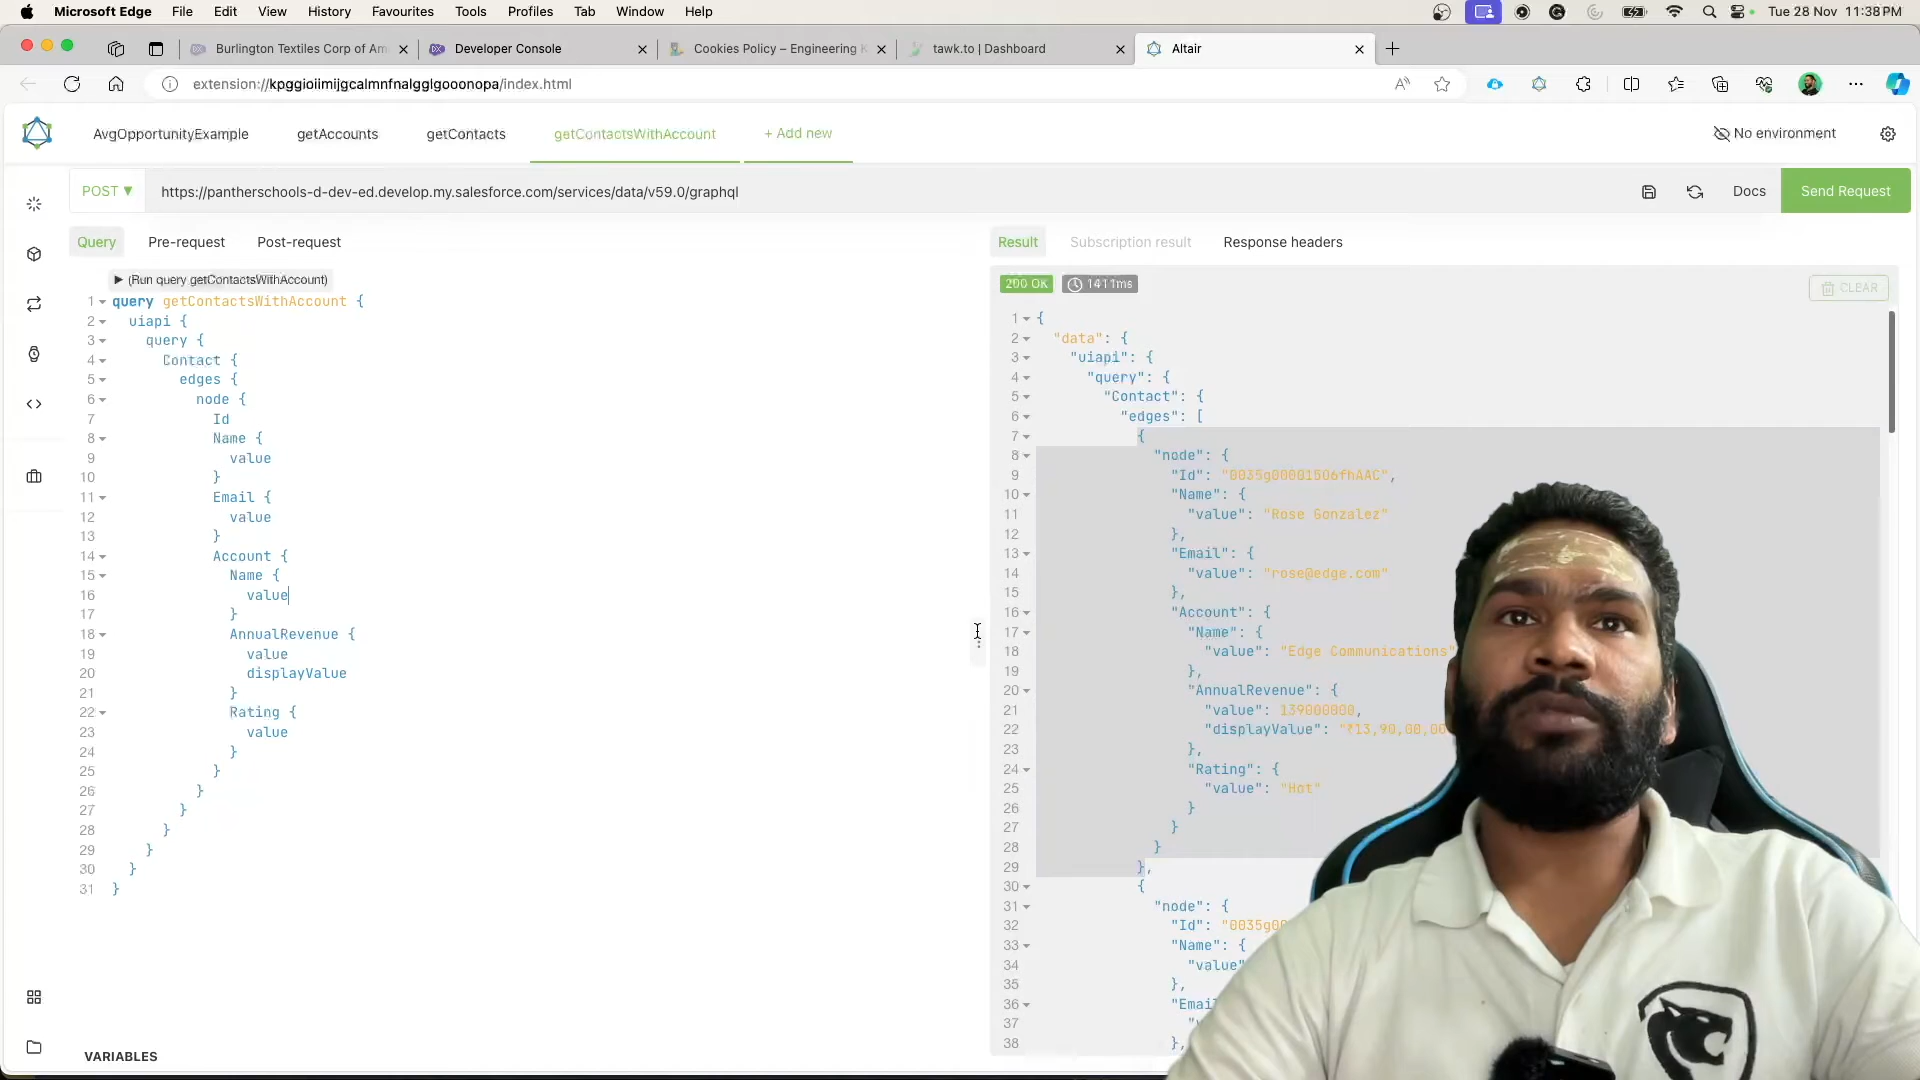 Microsoft Edge File Edit View History Favourites Tools Profiles Tab Window Help Tue 28 Nov 11:38 PM
Burlington Textiles Corp of Am Developer Console Cookies Policy – Engineering K tawk.to | Dashboard Altair
extension://kpggioiimijgcalmnfnalgglgooonopa/index.html
AvgOpportunityExample getAccounts getContacts getContactsWithAccount + Add new No environment
POST https://pantherschools-d-dev-ed.develop.my.salesforce.com/services/data/v59.0/graphql Docs Send Request
Query Pre-request Post-request
(Run query getContactsWithAccount)
1 query getContactsWithAccount {
2 uiapi {
3 query {
4 Contact {
5 edges {
6 node {
7 Id
8 Name {
9 value
10 }
11 Email {
12 value
13 }
14 Account {
15 Name {
16 value
17 }
18 AnnualRevenue {
19 value
20 displayValue
21 }
22 Rating {
23 value
24 }
25 }
26 }
27 }
28 }
29 }
30 }
31 }
VARIABLES
Result Subscription result Response headers
200 OK 1411ms CLEAR
1 {
2 "data": {
3 "uiapi": {
4 "query": {
5 "Contact": {
6 "edges": [
7 {
8 "node": {
9 "Id": "0035g00001506fhAAC",
10 "Name": {
11 "value": "Rose Gonzalez"
12 },
13 "Email": {
14 "value": "rose@edge.com"
15 },
16 "Account": {
17 "Name": {
18 "value": "Edge Communications"
19 },
20 "AnnualRevenue": {
21 "value": 139000000,
22 "displayValue": "₹13,90,00,00
23 },
24 "Rating": {
25 "value": "Hot"
26 }
27 }
28 }
29 },
30 {
31 "node": {
32 "Id": "0035g00
33 "Name": {
34 "value"
35 },
36 "Email
37
38 },